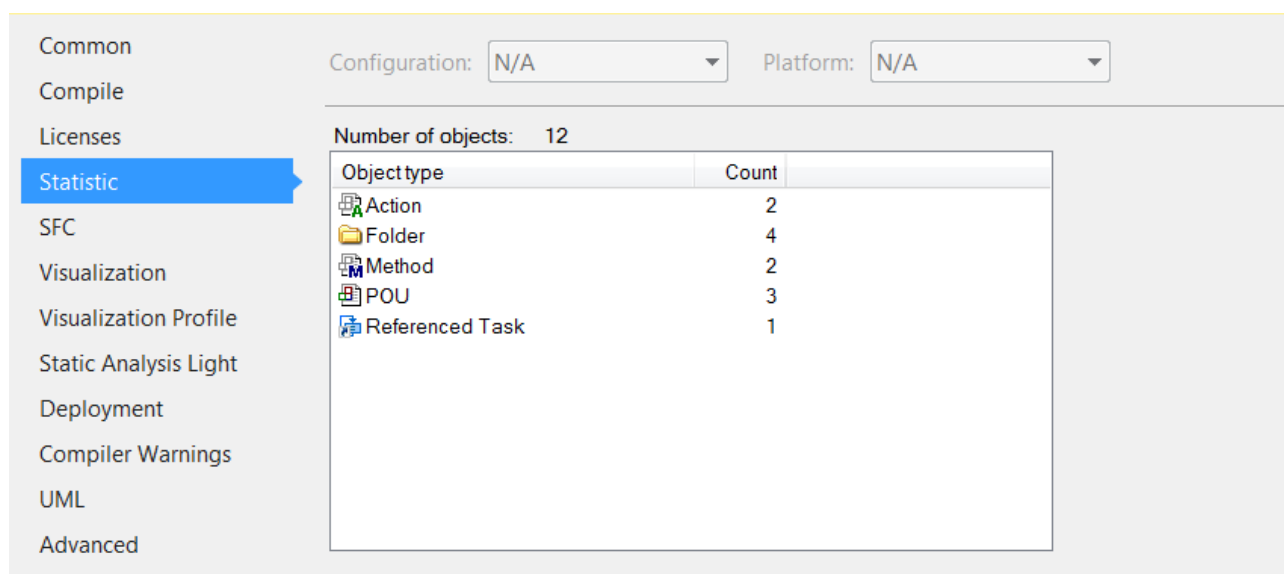 Common
Compile
Licenses
Statistic
SFC
Visualization
Visualization Profile
Static Analysis Light
Deployment
Compiler Warnings
UML
Advanced
Configuration: N/A Platform: N/A
Number of objects: 12
Object type Count
Action 2
Folder 4
Method 2
POU 3
Referenced Task 1